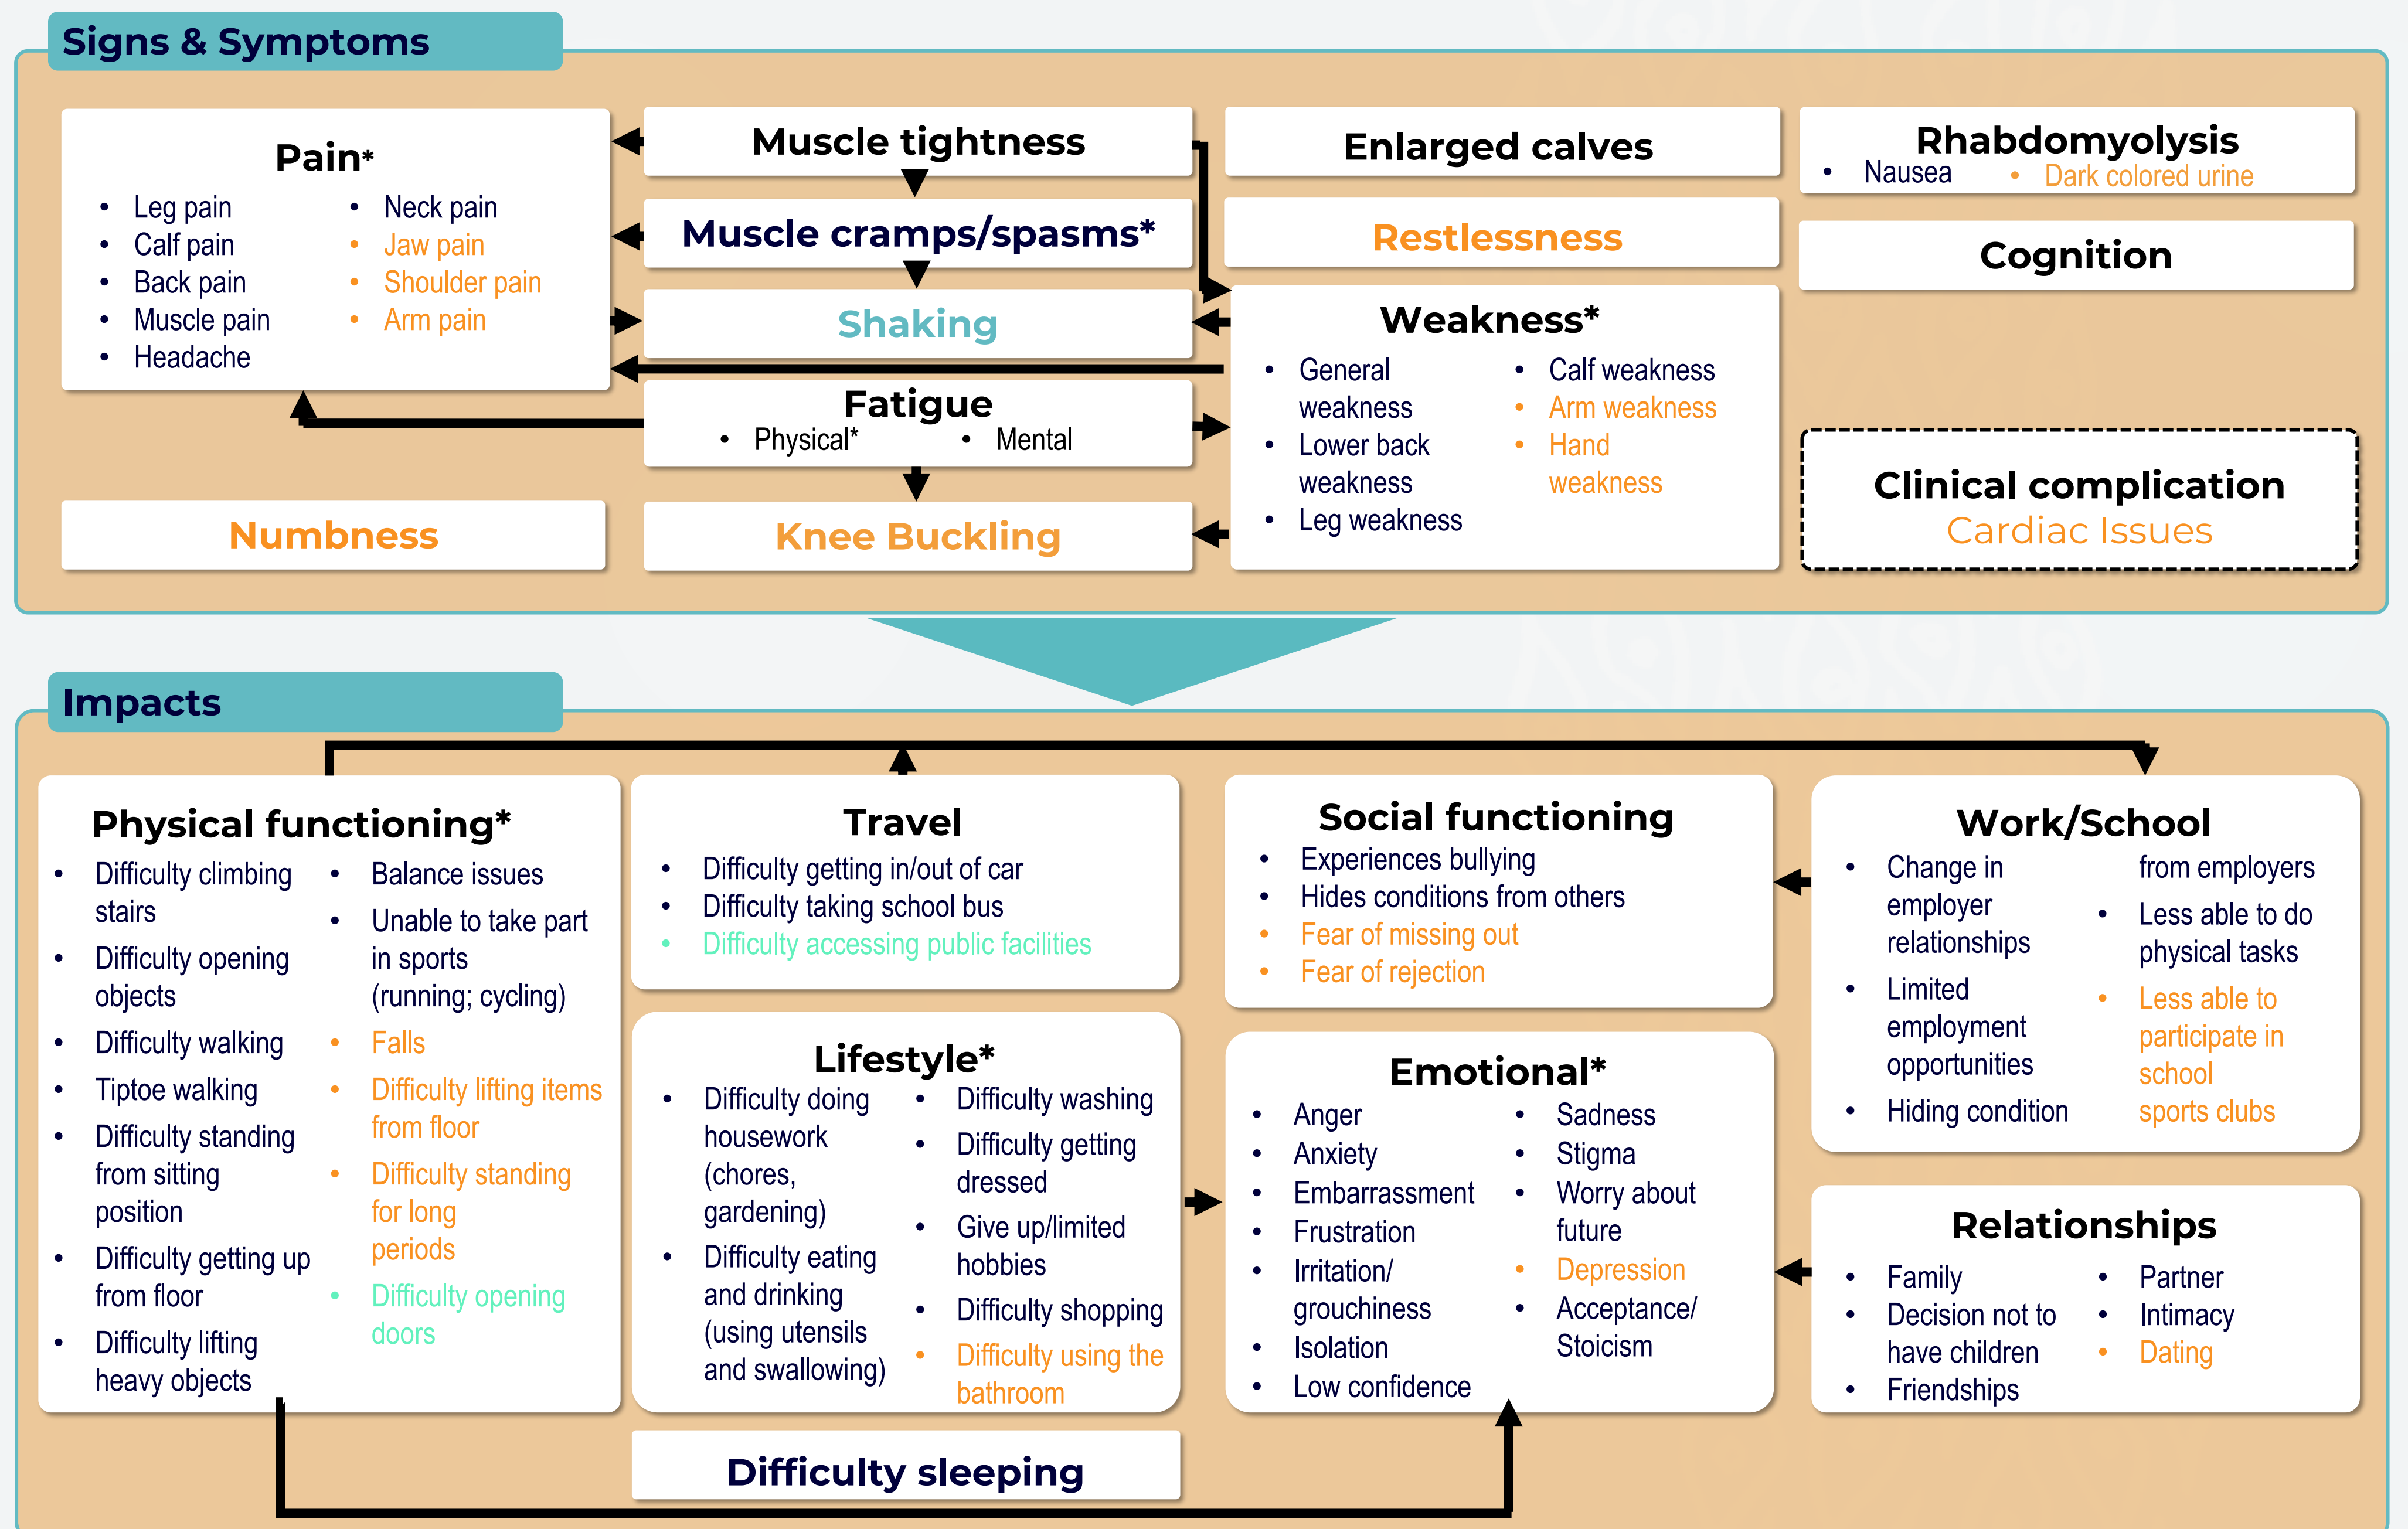 Signs & Symptoms
Pain*
• Leg pain
• Calf pain
• Back pain
• Muscle pain
• Headache
• Neck pain
• Jaw pain
• Shoulder pain
• Arm pain
Muscle tightness
Muscle cramps/spasms*
Shaking
Fatigue
• Physical*
• Mental
Knee Buckling
Numbness
Enlarged calves
Restlessness
Weakness*
• General
weakness
• Lower back
weakness
• Leg weakness
• Calf weakness
• Arm weakness
• Hand
weakness
Rhabdomyolysis
• Nausea
• Dark colored urine
Cognition
Clinical complication
Cardiac Issues
Impacts
Physical functioning*
• Difficulty climbing
stairs
• Difficulty opening
objects
• Difficulty walking
• Tiptoe walking
• Difficulty standing
from sitting
position
• Difficulty getting up
from floor
• Difficulty lifting
heavy objects
• Balance issues
• Unable to take part
in sports
(running; cycling)
• Falls
• Difficulty lifting items
from floor
• Difficulty standing
for long
periods
• Difficulty opening
doors
Travel
• Difficulty getting in/out of car
• Difficulty taking school bus
• Difficulty accessing public facilities
Lifestyle*
• Difficulty doing
housework
(chores,
gardening)
• Difficulty eating
and drinking
(using utensils
and swallowing)
• Difficulty washing
• Difficulty getting
dressed
• Give up/limited
hobbies
• Difficulty shopping
• Difficulty using the
bathroom
Difficulty sleeping
Social functioning
• Experiences bullying
• Hides conditions from others
• Fear of missing out
• Fear of rejection
Emotional*
• Anger
• Anxiety
• Embarrassment
• Frustration
• Irritation/
grouchiness
• Isolation
• Low confidence
• Sadness
• Stigma
• Worry about
future
• Depression
• Acceptance/
Stoicism
Work/School
• Change in
employer
relationships
• Limited
employment
opportunities
• Hiding condition
from employers
• Less able to do
physical tasks
• Less able to
participate in
school
sports clubs
Relationships
• Family
• Decision not to
have children
• Friendships
• Partner
• Intimacy
• Dating